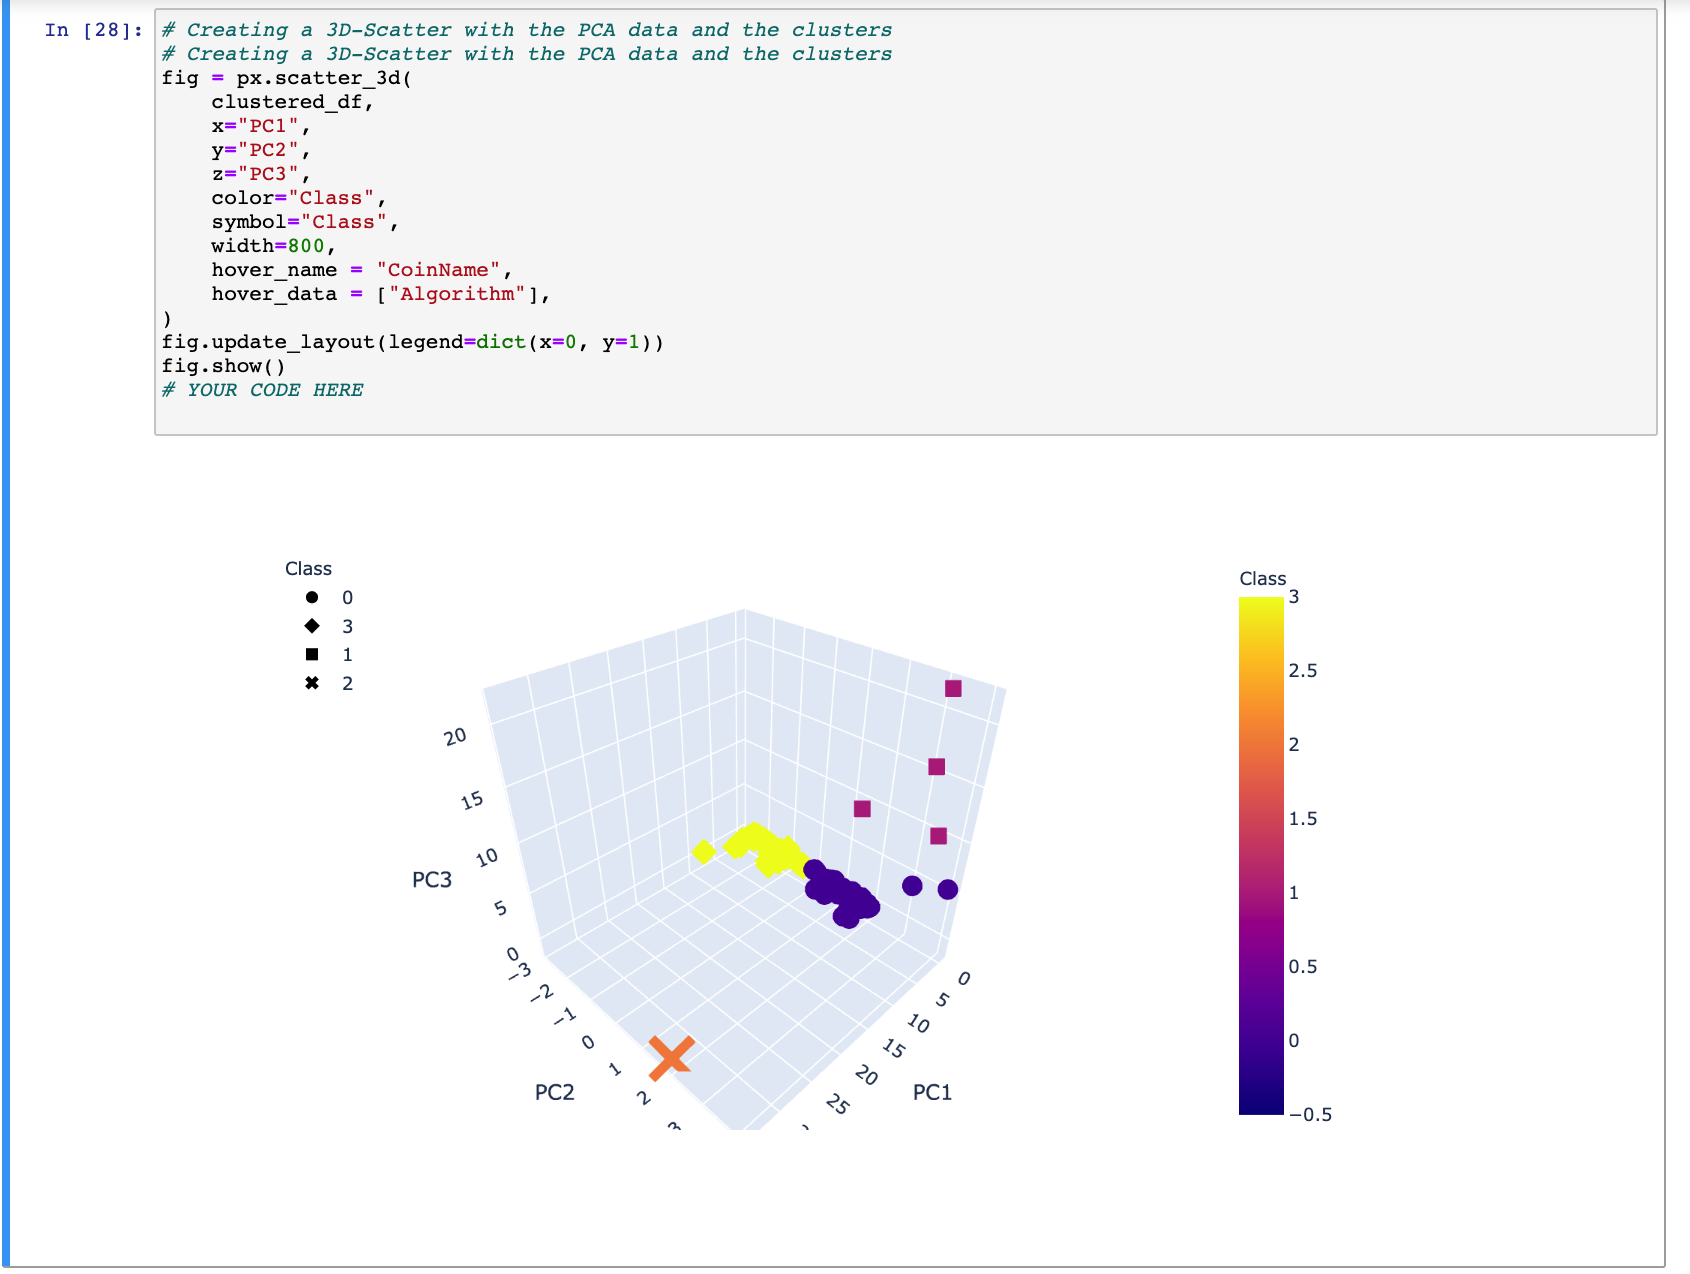 In [28]:
# Creating a 3D-Scatter with the PCA data and the clusters
# Creating a 3D-Scatter with the PCA data and the clusters
fig = px.scatter_3d(
    clustered_df,
    x="PC1",
    y="PC2",
    z="PC3",
    color="Class",
    symbol="Class",
    width=800,
    hover_name = "CoinName",
    hover_data = ["Algorithm"],
)
fig.update_layout(legend=dict(x=0, y=1))
fig.show()
# YOUR CODE HERE
Class
0
3
1
2
20
15
10
5
0
PC3
−3
−2
−1
0
1
2
3
PC2
0
5
10
15
20
25
PC1
Class
3
2.5
2
1.5
1
0.5
0
−0.5